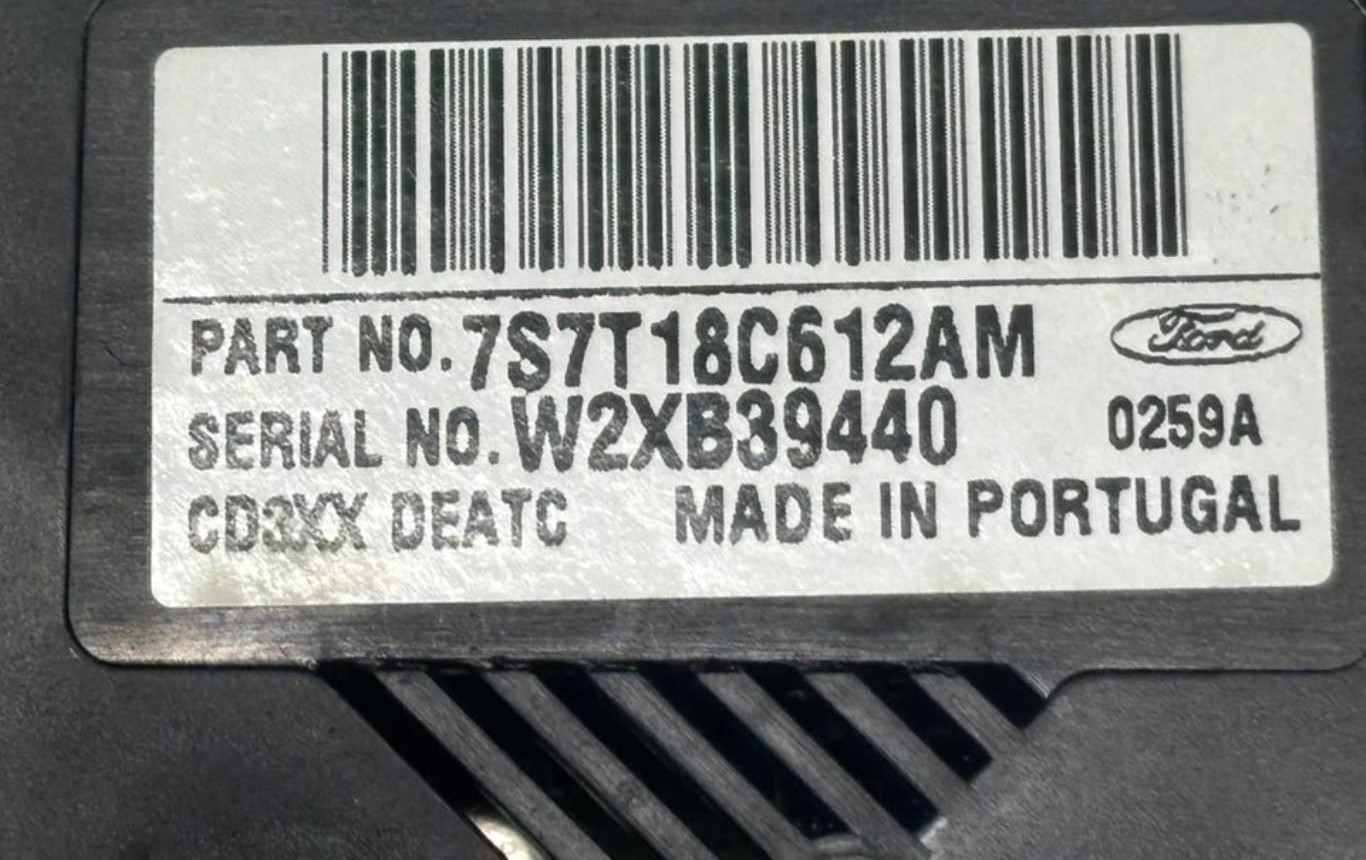 PART NO. 7S7T18C612AM Ford
SERIAL NO. W2XB39440 0259A
CD3XX DEATC MADE IN PORTUGAL